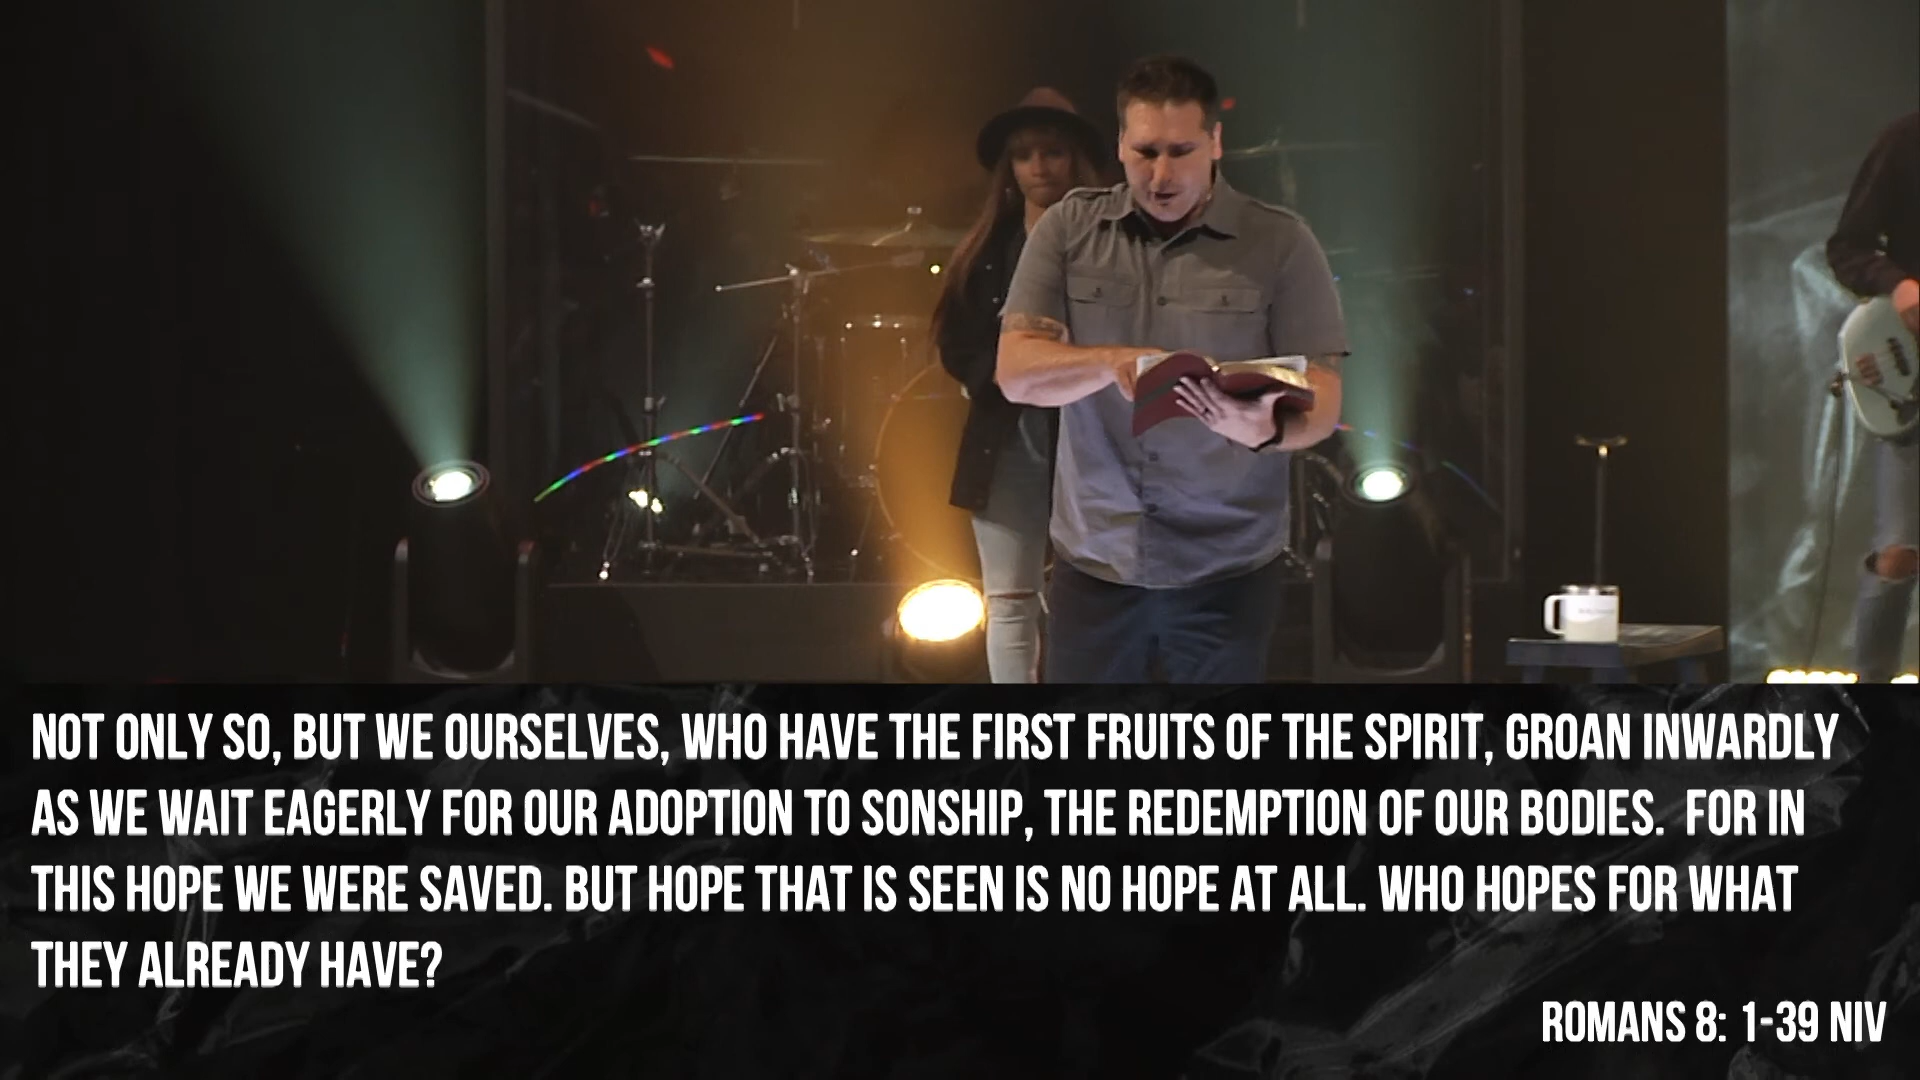 NOT ONLY SO, BUT WE OURSELVES, WHO HAVE THE FIRST FRUITS OF THE SPIRIT, GROAN INWARDLY
AS WE WAIT EAGERLY FOR OUR ADOPTION TO SONSHIP, THE REDEMPTION OF OUR BODIES.  FOR IN
THIS HOPE WE WERE SAVED. BUT HOPE THAT IS SEEN IS NO HOPE AT ALL. WHO HOPES FOR WHAT
THEY ALREADY HAVE?
ROMANS 8: 1-39 NIV